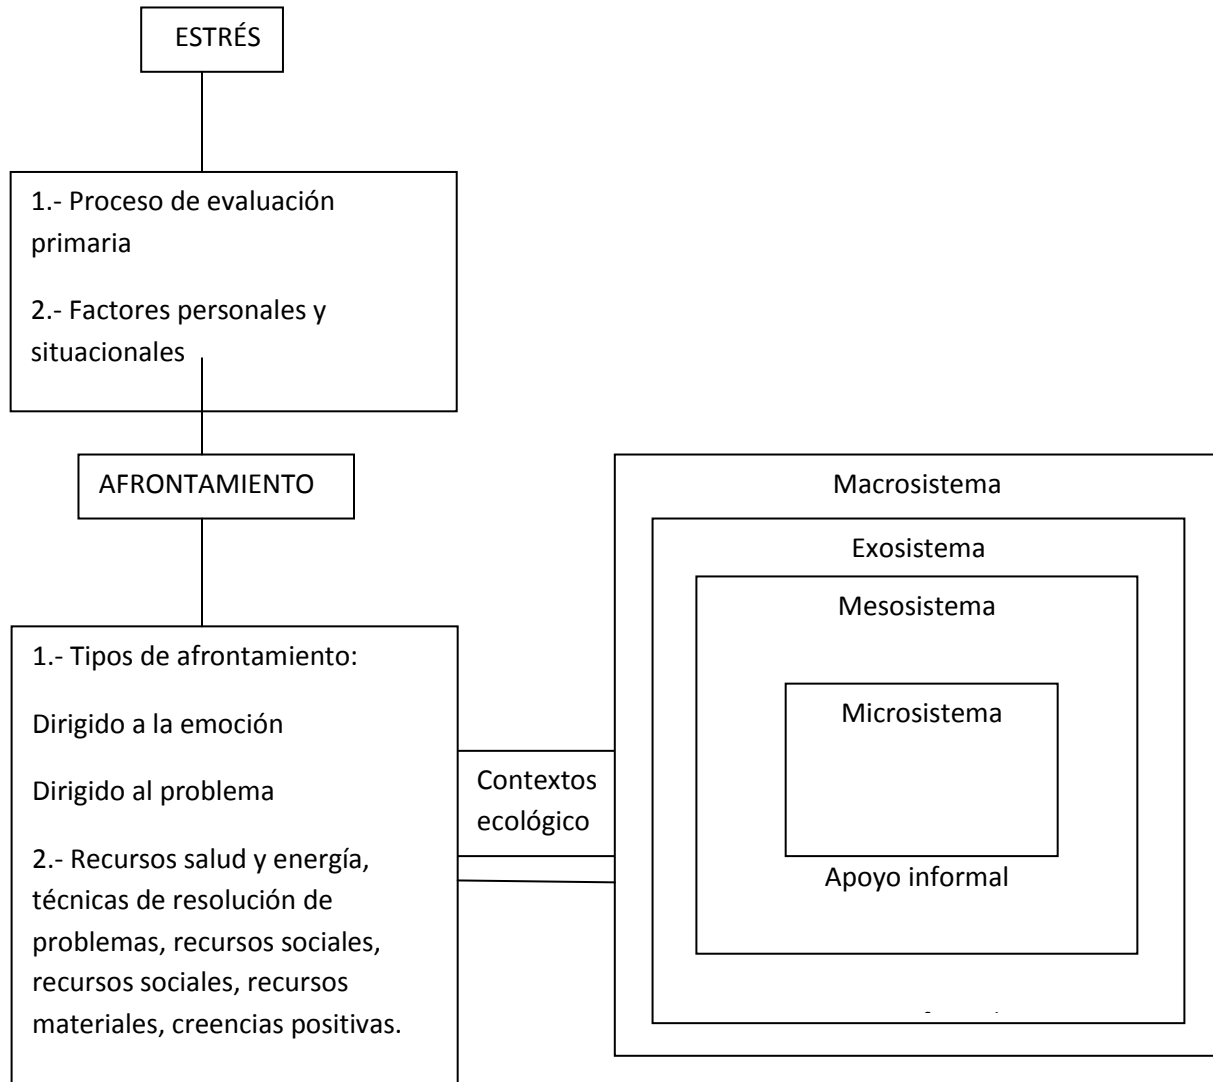 ESTRÉS
1.- Proceso de evaluación
primaria
2.- Factores personales y
situacionales
AFRONTAMIENTO
1.- Tipos de afrontamiento:
Dirigido a la emoción
Dirigido al problema
2.- Recursos salud y energía,
técnicas de resolución de
problemas, recursos sociales,
recursos sociales, recursos
materiales, creencias positivas.
Contextos
ecológico
Macrosistema
Exosistema
Mesosistema
Microsistema
Apoyo informal